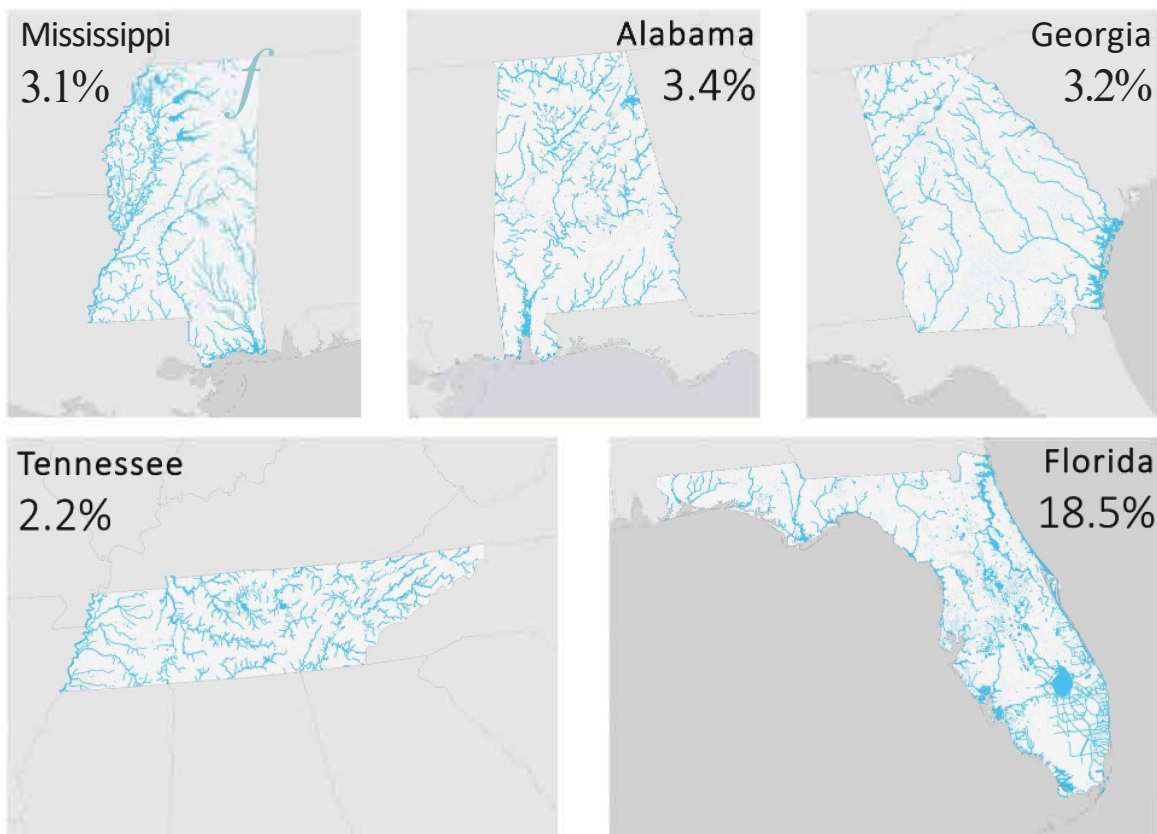 Mississippi
3.1%
f
Alabama
3.4%
Georgia
3.2%
Tennessee
2.2%
Florida
18.5%